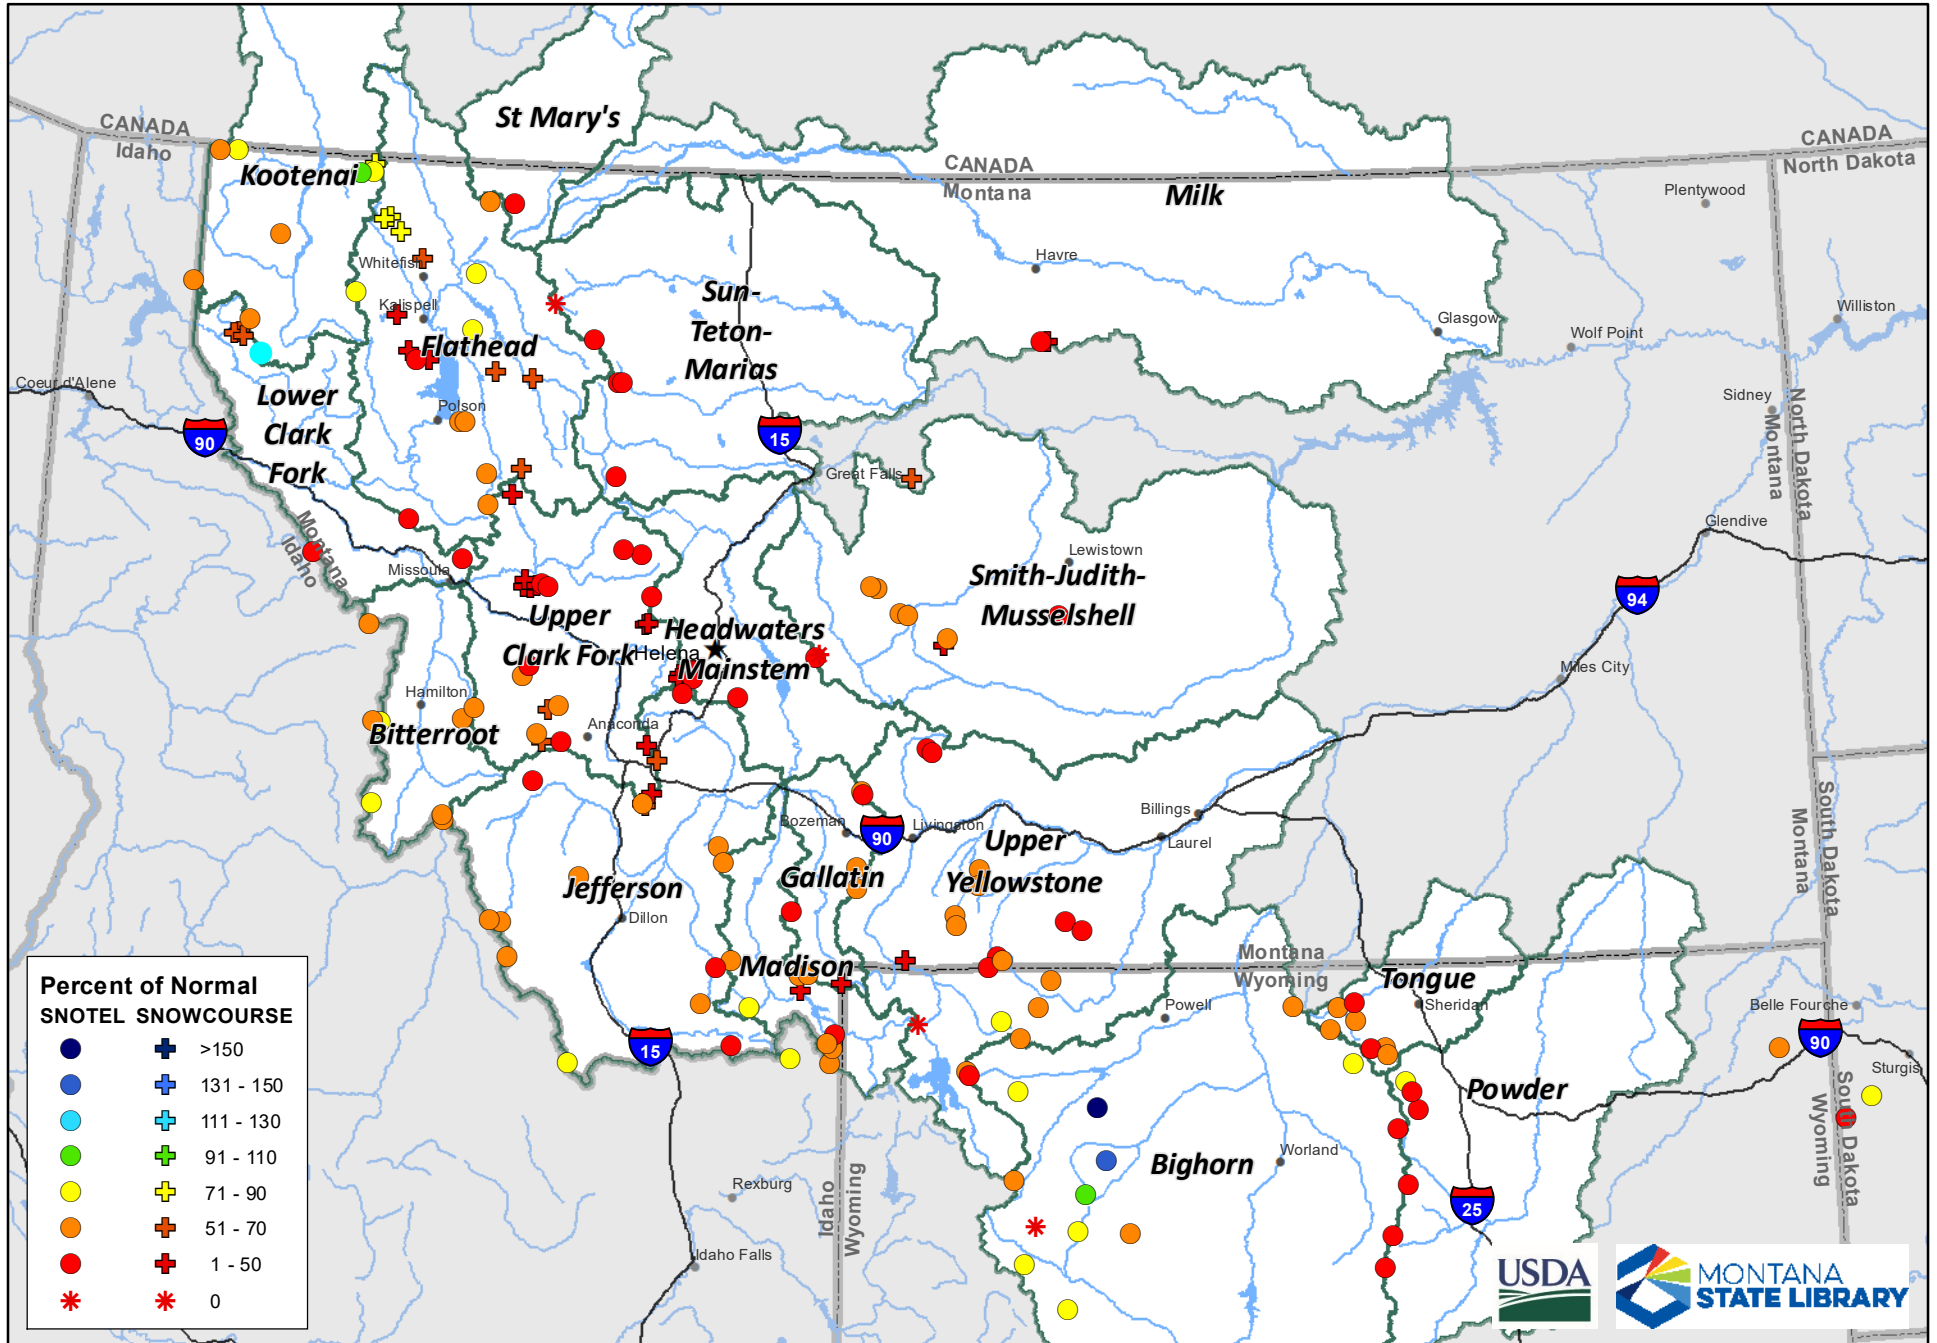 CANADA
Idaho
St Mary's
CANADA
Montana
CANADA
North Dakota
Kootenai
Milk
Plentywood
Havre
Whitefish
Kalispell
Flathead
Sun-
Teton-
Marias
Glasgow
Wolf Point
Williston
Coeur d'Alene
Lower
Clark
Fork
90
Polson
15
Great Falls
Sidney
North Dakota
Montana
Glendive
Montana
Idaho
Missoula
Lewistown
Smith-Judith-
Musselshell
94
Upper
Clark Fork
Headwaters
Mainstem
Helena
Miles City
Hamilton
Bitterroot
Anaconda
Bozeman
90
Livingston
Billings
Laurel
Upper
Yellowstone
South Dakota
Montana
Jefferson
Gallatin
Dillon
Madison
Montana
Wyoming
Tongue
Sheridan
Powell
Belle Fourche
90
Sturgis
15
Powder
South Dakota
Wyoming
Bighorn
Worland
25
Rexburg
Idaho
Wyoming
Idaho Falls
Percent of Normal
SNOTEL SNOWCOURSE
>150
131 - 150
111 - 130
91 - 110
71 - 90
51 - 70
1 - 50
0
USDA
MONTANA
STATE LIBRARY